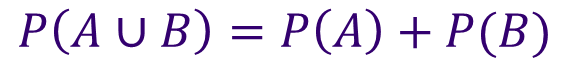 P(A ∪ B) = P(A) + P(B)